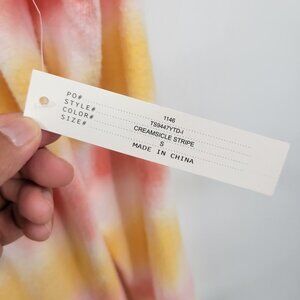 PO# 1146
STYLE# TS9447YTD-I
COLOR# CREAMSICLE STRIPE
SIZE# S
MADE IN CHINA